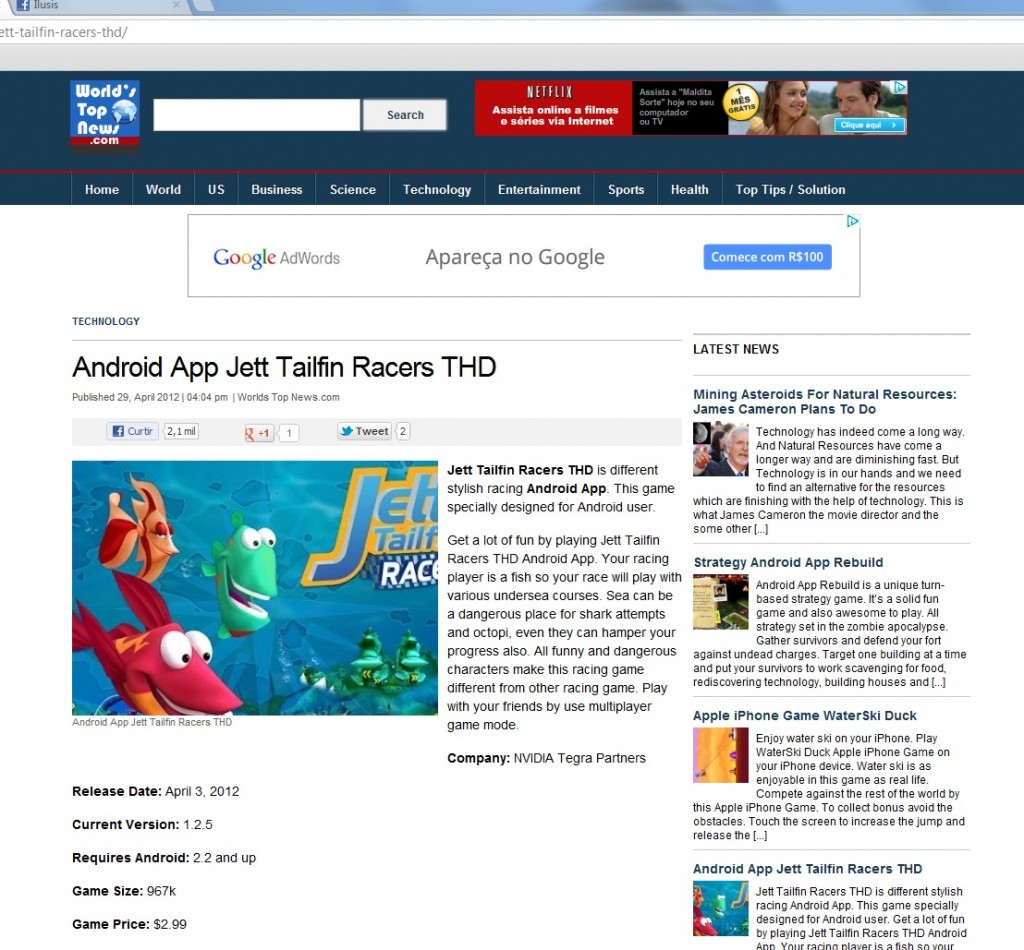 Ilusis
ett-tailfin-racers-thd/
World's
Top
News
.com
Search
NETFLIX
Assista online a filmes
e séries via Internet
Assista a "Maldita
Sorte" hoje no seu
computador
ou TV
1
MÊS
GRÁTIS
Clique aqui >
Home World US Business Science Technology Entertainment Sports Health Top Tips / Solution
Google AdWords Apareça no Google Comece com R$100
TECHNOLOGY
Android App Jett Tailfin Racers THD
Published 29, April 2012 | 04:04 pm | Worlds Top News.com
Curtir 2,1 mil +1 1 Tweet 2
Jett
Tailf
RACE
Android App Jett Tailfin Racers THD
Jett Tailfin Racers THD is different
stylish racing Android App. This game
specially designed for Android user.
Get a lot of fun by playing Jett Tailfin
Racers THD Android App. Your racing
player is a fish so your race will play with
various undersea courses. Sea can be
a dangerous place for shark attempts
and octopi, even they can hamper your
progress also. All funny and dangerous
characters make this racing game
different from other racing game. Play
with your friends by use multiplayer
game mode.
Company: NVIDIA Tegra Partners
Release Date: April 3, 2012
Current Version: 1.2.5
Requires Android: 2.2 and up
Game Size: 967k
Game Price: $2.99
LATEST NEWS
Mining Asteroids For Natural Resources:
James Cameron Plans To Do
Technology has indeed come a long way.
And Natural Resources have come a
longer way and are diminishing fast. But
Technology is in our hands and we need
to find an alternative for the resources
which are finishing with the help of technology. This is
what James Cameron the movie director and the
some other [...]
Strategy Android App Rebuild
Android App Rebuild is a unique turn-
based strategy game. It's a solid fun
game and also awesome to play. All
strategy set in the zombie apocalypse.
Gather survivors and defend your fort
against undead charges. Target one building at a time
and put your survivors to work scavenging for food,
rediscovering technology, building houses and [...]
Apple iPhone Game WaterSki Duck
Enjoy water ski on your iPhone. Play
WaterSki Duck Apple iPhone Game on
your iPhone device. Water ski is as
enjoyable in this game as real life.
Compete against the rest of the world by
this Apple iPhone Game. To collect bonus avoid the
obstacles. Touch the screen to increase the jump and
release the [...]
Android App Jett Tailfin Racers THD
Jett Tailfin Racers THD is different stylish
racing Android App. This game specially
designed for Android user. Get a lot of fun
by playing Jett Tailfin Racers THD Android
App. Your racing player is a fish so your